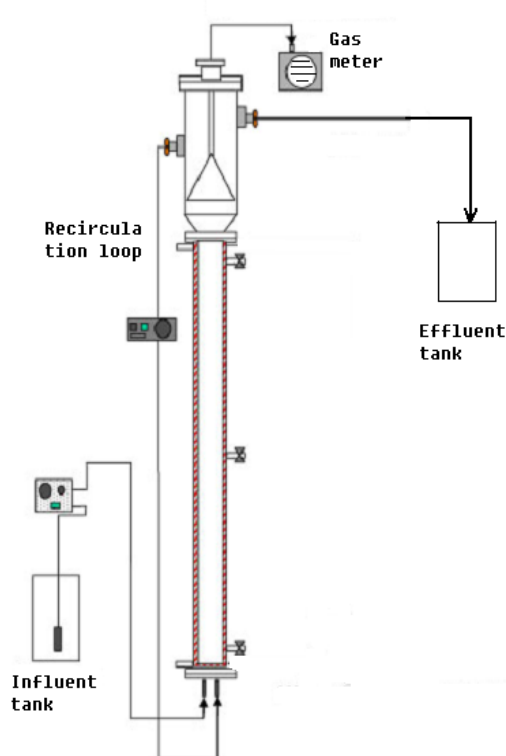 Gas
meter
Recircula
tion loop
Effluent
tank
Influent
tank